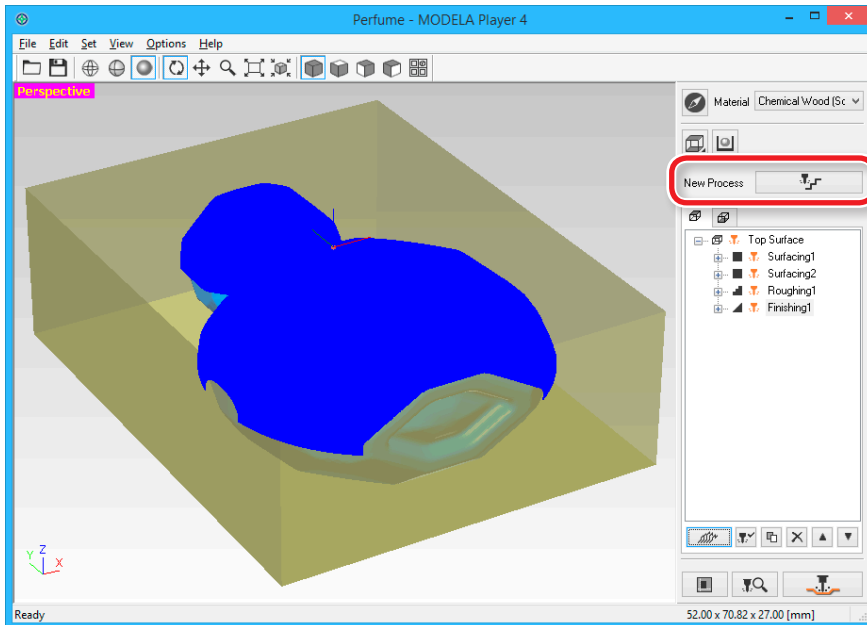 Perfume - MODELA Player 4
File Edit Set View Options Help
Perspective
Material Chemical Wood (Sc
New Process
Top Surface
Surfacing1
Surfacing2
Roughing1
Finishing1
Z
Y
X
Ready 52.00 x 70.82 x 27.00 [mm]